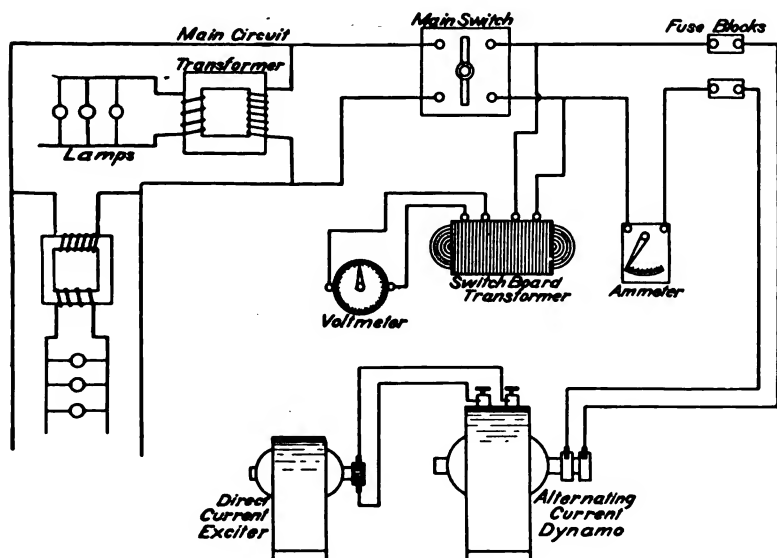 Main Circuit
Main Switch
Fuse Blocks
Transformer
Lamps
Voltmeter
Switch Board
Transformer
Ammeter
Direct
Current
Exciter
Alternating
Current
Dynamo